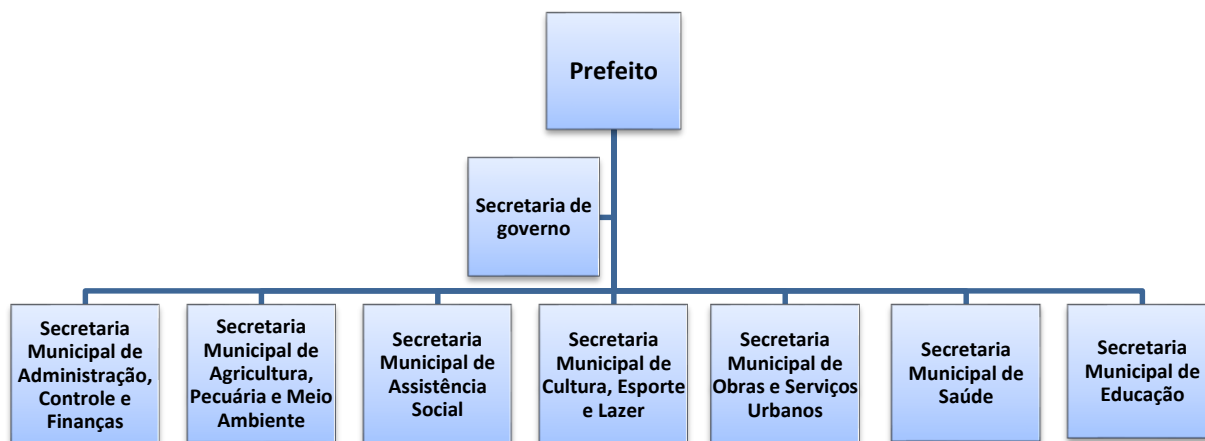 Prefeito
Secretaria de
governo
Secretaria
Municipal de
Administração,
Controle e
Finanças
Secretaria
Municipal de
Agricultura,
Pecuária e Meio
Ambiente
Secretaria
Municipal de
Assistência
Social
Secretaria
Municipal de
Cultura, Esporte
e Lazer
Secretaria
Municipal de
Obras e Serviços
Urbanos
Secretaria
Municipal de
Saúde
Secretaria
Municipal de
Educação